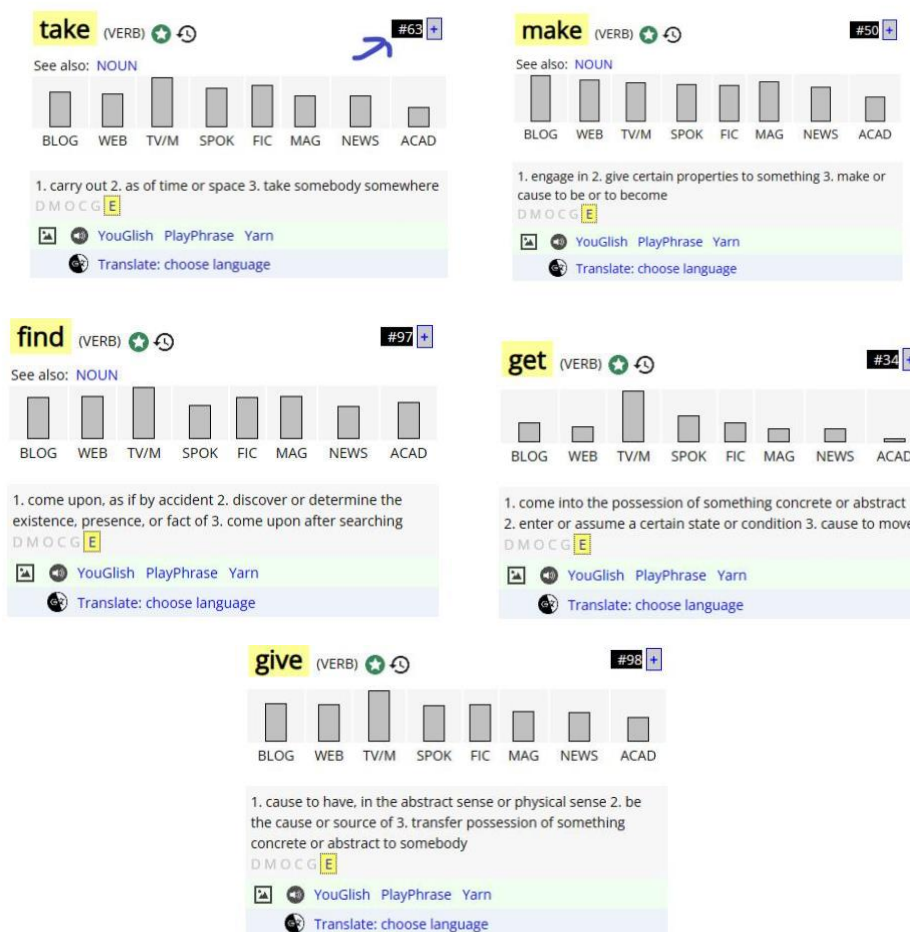 take (VERB) #63 +
See also: NOUN
BLOG WEB TV/M SPOK FIC MAG NEWS ACAD
1. carry out 2. as of time or space 3. take somebody somewhere
D M O C G E
YouGlish PlayPhrase Yarn
Translate: choose language
make (VERB) #50 +
See also: NOUN
BLOG WEB TV/M SPOK FIC MAG NEWS ACAD
1. engage in 2. give certain properties to something 3. make or
cause to be or to become
D M O C G E
YouGlish PlayPhrase Yarn
Translate: choose language
find (VERB) #97 +
See also: NOUN
BLOG WEB TV/M SPOK FIC MAG NEWS ACAD
1. come upon, as if by accident 2. discover or determine the
existence, presence, or fact of 3. come upon after searching
D M O C G E
YouGlish PlayPhrase Yarn
Translate: choose language
get (VERB) #34 +
BLOG WEB TV/M SPOK FIC MAG NEWS ACAD
1. come into the possession of something concrete or abstract
2. enter or assume a certain state or condition 3. cause to move
D M O C G E
YouGlish PlayPhrase Yarn
Translate: choose language
give (VERB) #98 +
BLOG WEB TV/M SPOK FIC MAG NEWS ACAD
1. cause to have, in the abstract sense or physical sense 2. be
the cause or source of 3. transfer possession of something
concrete or abstract to somebody
D M O C G E
YouGlish PlayPhrase Yarn
Translate: choose language